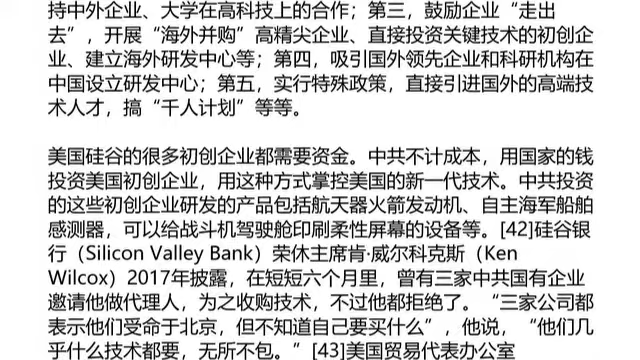 持中外企业、大学在高科技上的合作；第三，鼓励企业“走出
去”，开展“海外并购”高精尖企业、直接投资关键技术的初创企
业、建立海外研发中心等；第四，吸引国外领先企业和科研机构在
中国设立研发中心；第五，实行特殊政策，直接引进国外的高端技
术人才，搞“千人计划”等等。
美国硅谷的很多初创企业都需要资金。中共不计成本，用国家的钱
投资美国初创企业，用这种方式掌控美国的新一代技术。中共投资
的这些初创企业研发的产品包括航天器火箭发动机、自主海军船舶
感测器，可以给战斗机驾驶舱印刷柔性屏幕的设备等。[42]硅谷银
行（Silicon Valley Bank）荣休主席肯·威尔科克斯（Ken
Wilcox）2017年披露，在短短六个月里，曾有三家中共国有企业
邀请他做代理人，为之收购技术，不过他都拒绝了。“三家公司都
表示他们受命于北京，但不知道自己要买什么”，他说，“他们几
乎什么技术都要，无所不包。”[43]美国贸易代表办公室